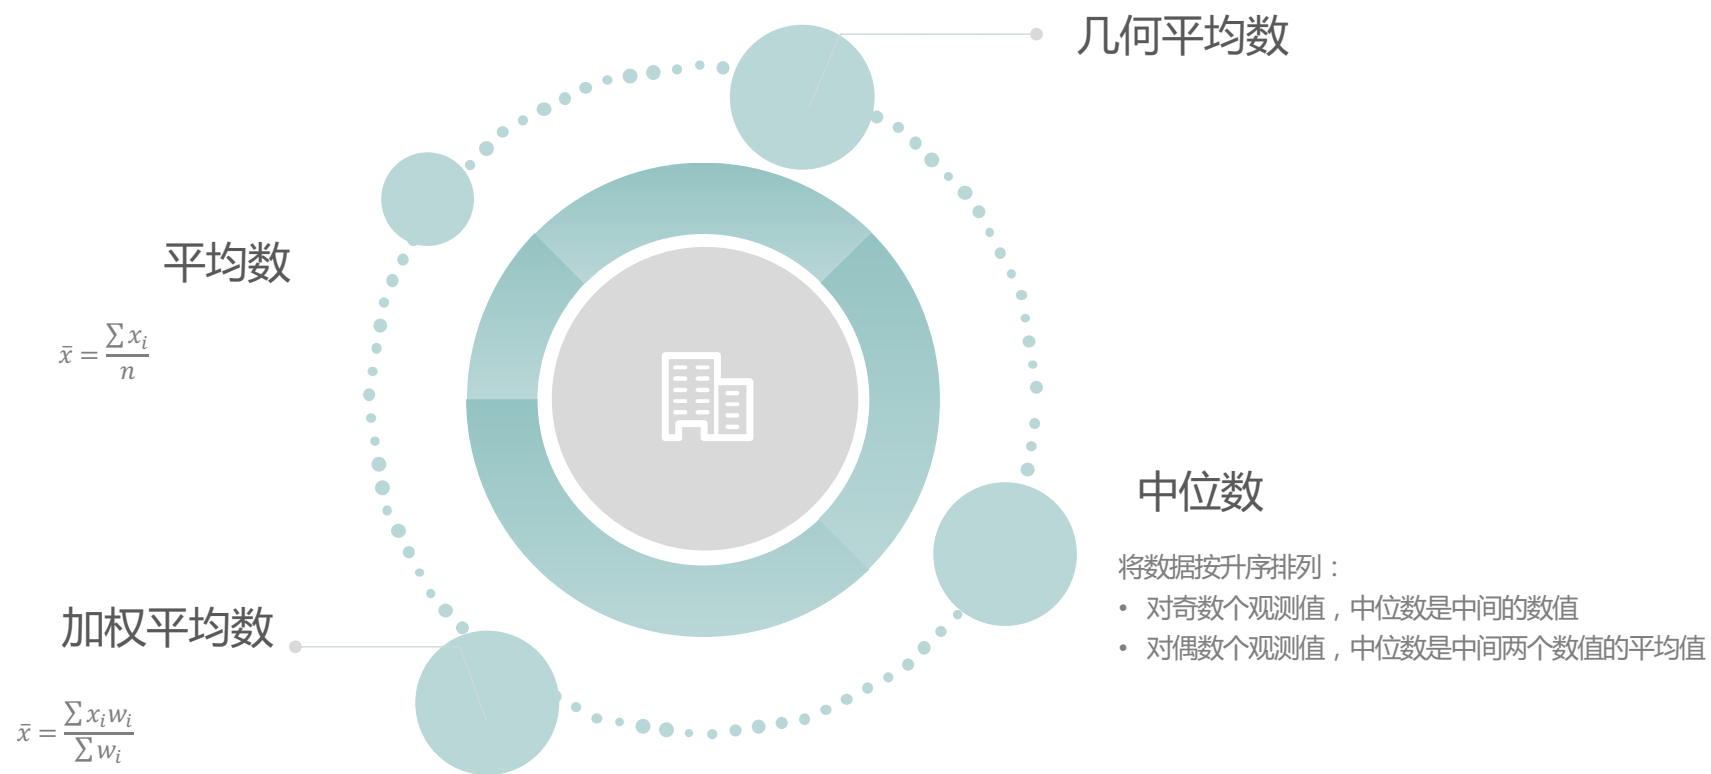 几何平均数
平均数
x̄ = ∑xᵢ / n
中位数
将数据按升序排列：
• 对奇数个观测值，中位数是中间的数值
• 对偶数个观测值，中位数是中间两个数值的平均值
加权平均数
x̄ = ∑xᵢwᵢ / ∑wᵢ